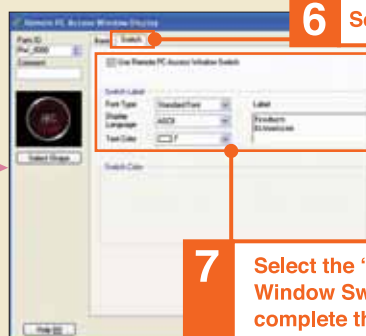 Remote PC Access Window Display
6
Se
Parts ID
Switch
Comment
Use Remote PC Access Window Switch
Switch Label
Font Type
Standard Font
Label
Display
Language
ASCII
Text Color
7
Select Shape
Switch Color
7
Select the "
Window Sw
complete th
Help